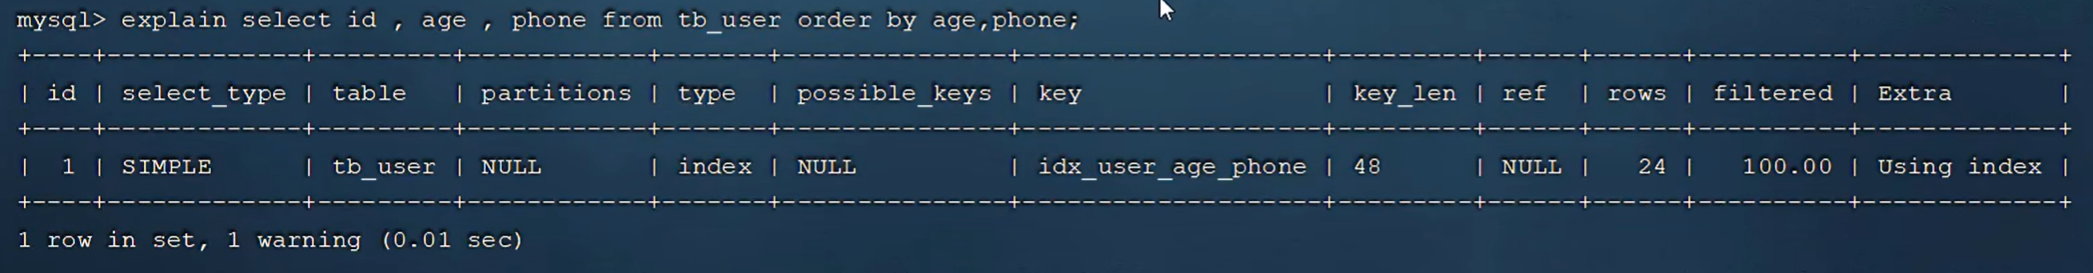 mysql> explain select id , age , phone from tb_user order by age,phone;
+----+-------------+---------+------------+-------+---------------+--------------------+---------+------+------+----------+-------------+
| id | select_type | table   | partitions | type  | possible_keys | key                | key_len | ref  | rows | filtered | Extra       |
+----+-------------+---------+------------+-------+---------------+--------------------+---------+------+------+----------+-------------+
|  1 | SIMPLE      | tb_user | NULL       | index | NULL          | idx_user_age_phone | 48      | NULL |   24 |   100.00 | Using index |
+----+-------------+---------+------------+-------+---------------+--------------------+---------+------+------+----------+-------------+
1 row in set, 1 warning (0.01 sec)